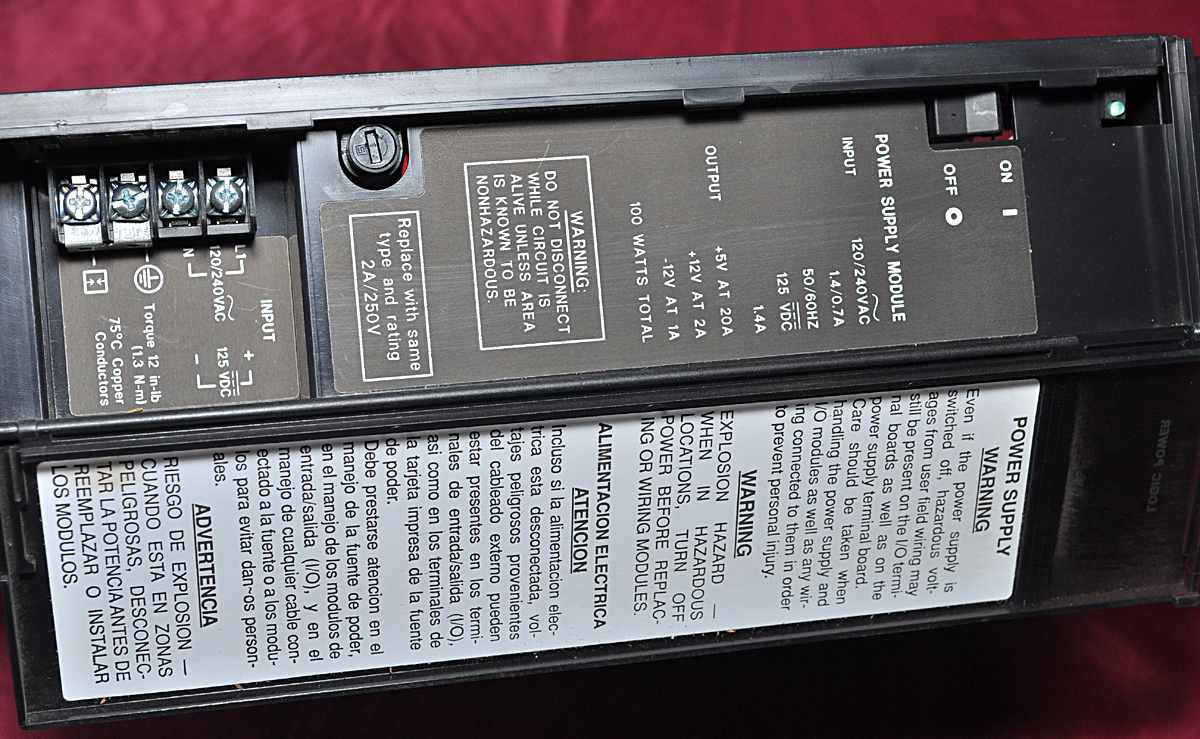 ON
OFF
POWER SUPPLY MODULE
INPUT 120/240VAC
1.4/0.7A
50/60HZ
125 VDC
1.4A
OUTPUT +5V AT 20A
+12V AT 2A
-12V AT 1A
100 WATTS TOTAL
WARNING:
DO NOT DISCONNECT
WHILE CIRCUIT IS
ALIVE UNLESS AREA
IS KNOWN TO BE
NONHAZARDOUS.
Replace with same
type and rating
2A/250V
INPUT
+ −
L1
120/240VAC 125 VDC
N
Torque 12 in-lb
(1.3 N-m)
75°C Copper
Conductors
LOGIC POWER
POWER SUPPLY
WARNING
Even if the power supply is
switched off, hazardous volt-
ages from user field wiring may
still be present on the I/O termi-
nal boards as well as on the
power supply terminal board.
Care should be taken when
handling the power supply and
I/O modules as well as any wir-
ing connected to them in order
to prevent personal injury.
WARNING
EXPLOSION HAZARD —
WHEN IN HAZARDOUS
LOCATIONS, TURN OFF
POWER BEFORE REPLAC-
ING OR WIRING MODULES.
ALIMENTACION ELECTRICA
ATENCION
Incluso si la alimentacion elec-
trica esta desconectada, vol-
tajes peligrosos provenientes
del cableado externo pueden
estar presentes en los termi-
nales de entrada/salida (I/O),
asi como en los terminales de
la tarjeta impresa de la fuente
de poder.
Debe prestarse atencion en el
manejo de la fuente de poder,
en el manejo de los modulos de
entrada/salida (I/O), y en el
manejo de cualquier cable con-
ectado a la fuente o a los modu-
los para evitar dan~os person-
ales.
ADVERTENCIA
RIESGO DE EXPLOSION —
CUANDO ESTA EN ZONAS
PELIGROSAS, DESCONEC-
TAR LA POTENCIA ANTES DE
REEMPLAZAR O INSTALAR
LOS MODULOS.